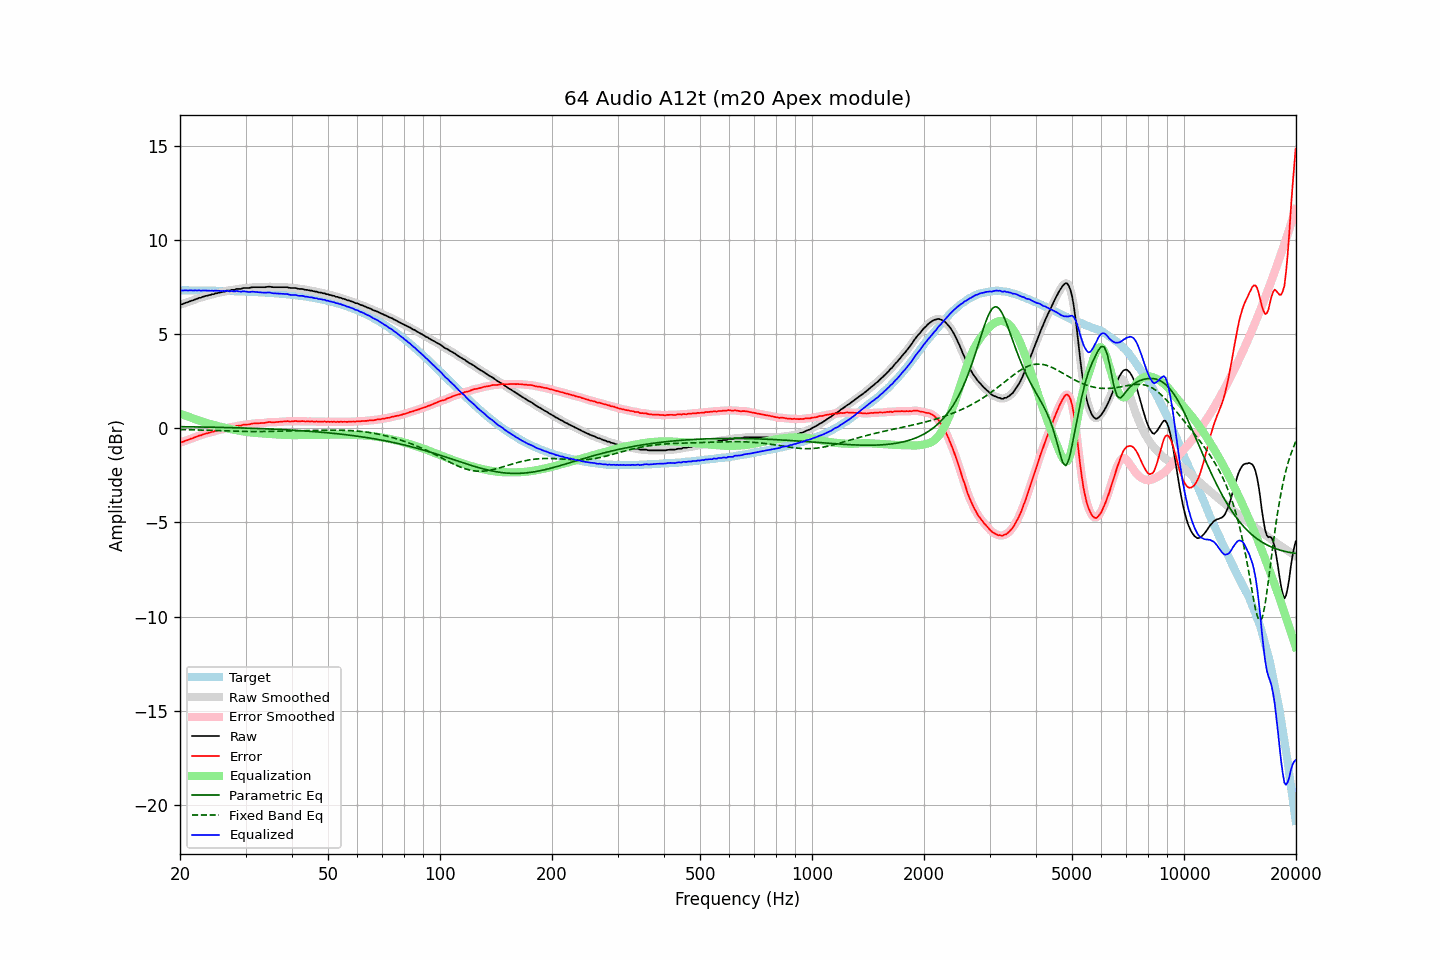 64 Audio A12t (m20 Apex module)
15
10
5
0
−5
−10
−15
−20
Amplitude (dBr)
Target
Raw Smoothed
Error Smoothed
Raw
Error
Equalization
Parametric Eq
Fixed Band Eq
Equalized
20 50 100 200 500 1000 2000 5000 10000 20000
Frequency (Hz)